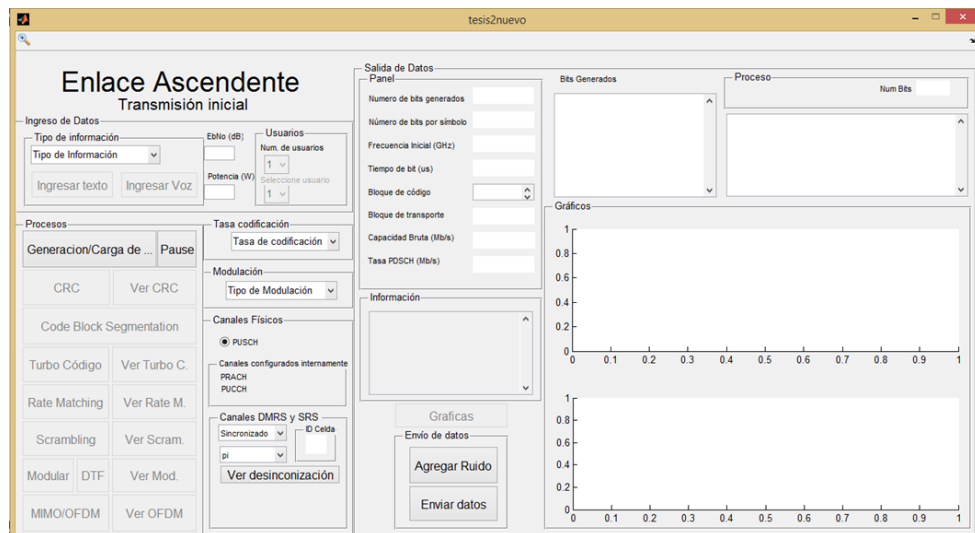 tesis2nuevo
Enlace Ascendente
Transmisión inicial
Ingreso de Datos
Tipo de información
Tipo de Información
Ingresar texto
Ingresar Voz
EbNo (dB)
Potencia (W)
Usuarios
Num. de usuarios
1
Seleccione usuario
1
Procesos
Generacion/Carga de ...
Pause
CRC
Ver CRC
Code Block Segmentation
Turbo Código
Ver Turbo C.
Rate Matching
Ver Rate M.
Scrambling
Ver Scram.
Modular
DTF
Ver Mod.
MIMO/OFDM
Ver OFDM
Tasa codificación
Tasa de codificación
Modulación
Tipo de Modulación
Canales Físicos
PUSCH
Canales configurados internamente
PRACH
PUCCH
Canales DMRS y SRS
Sincronizado
ID Celda
pi
Ver desinconización
Salida de Datos
Panel
Numero de bits generados
Número de bits por símbolo
Frecuencia Inicial (GHz)
Tiempo de bit (us)
Bloque de código
Bloque de transporte
Capacidad Bruta (Mb/s)
Tasa PDSCH (Mb/s)
Información
Graficas
Envío de datos
Agregar Ruido
Enviar datos
Bits Generados
Proceso
Num Bits
Gráficos
1
0.8
0.6
0.4
0.2
0
0 0.1 0.2 0.3 0.4 0.5 0.6 0.7 0.8 0.9 1
1
0.8
0.6
0.4
0.2
0
0 0.1 0.2 0.3 0.4 0.5 0.6 0.7 0.8 0.9 1